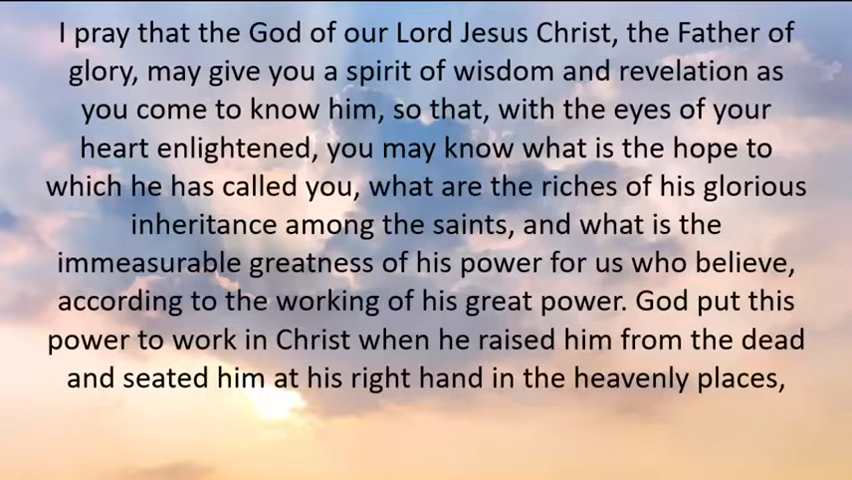 I pray that the God of our Lord Jesus Christ, the Father of
glory, may give you a spirit of wisdom and revelation as
you come to know him, so that, with the eyes of your
heart enlightened, you may know what is the hope to
which he has called you, what are the riches of his glorious
inheritance among the saints, and what is the
immeasurable greatness of his power for us who believe,
according to the working of his great power. God put this
power to work in Christ when he raised him from the dead
and seated him at his right hand in the heavenly places,